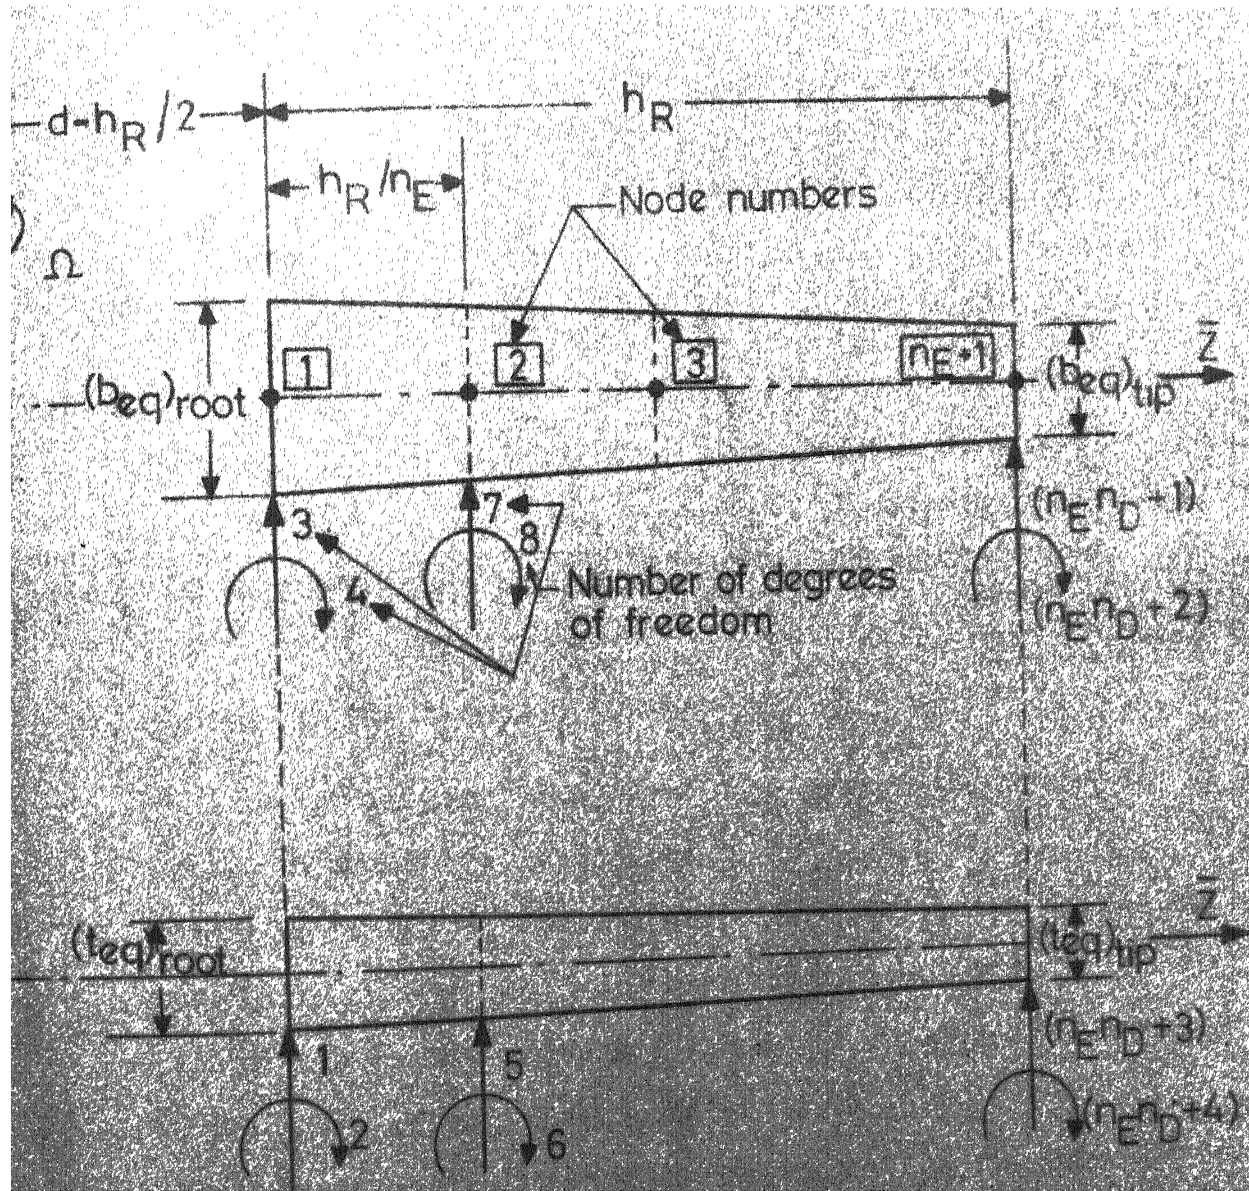 d-h_R/2
h_R
h_R/n_E
Node numbers
Ω
1
2
3
n_E+1
z̄
(b_eq)_root
(b_eq)_tip
3
7
8
4
(n_E n_D+1)
Number of degrees
of freedom
(n_E n_D+2)
(t_eq)_root
(t_eq)_tip
z̄
1
5
(n_E n_D+3)
2
6
(n_E n_D+4)